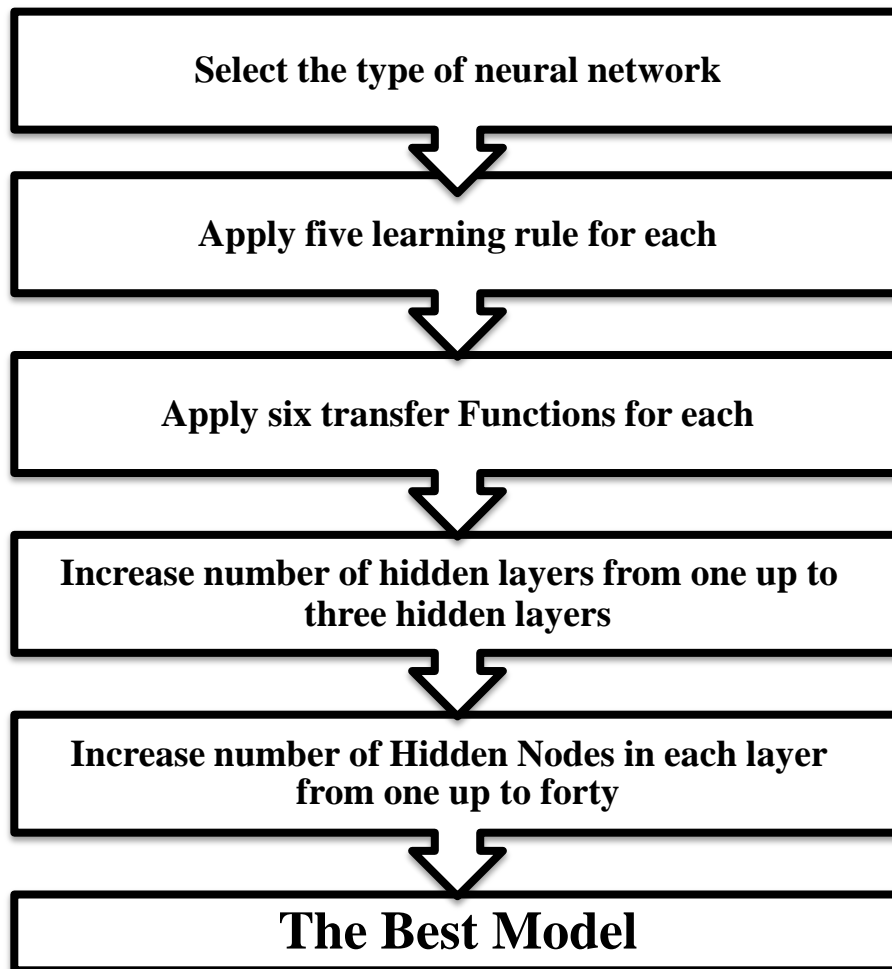 Select the type of neural network
Apply five learning rule for each
Apply six transfer Functions for each
Increase number of hidden layers from one up to
three hidden layers
Increase number of Hidden Nodes in each layer
from one up to forty
The Best Model